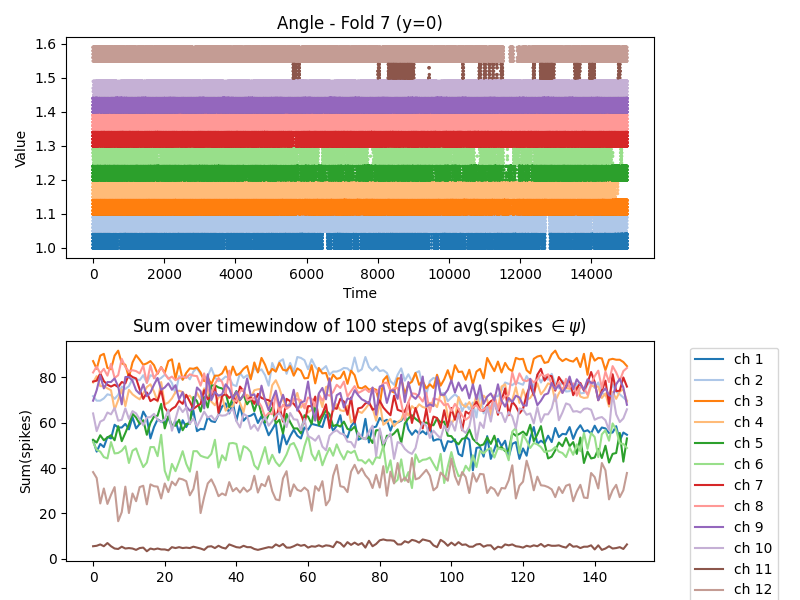 Angle - Fold 7 (y=0)
Value
1.6
1.5
1.4
1.3
1.2
1.1
1.0
0 2000 4000 6000 8000 10000 12000 14000
Time
Sum over timewindow of 100 steps of avg(spikes ∈ψ)
Sum(spikes)
80
60
40
20
0
0 20 40 60 80 100 120 140
ch 1
ch 2
ch 3
ch 4
ch 5
ch 6
ch 7
ch 8
ch 9
ch 10
ch 11
ch 12